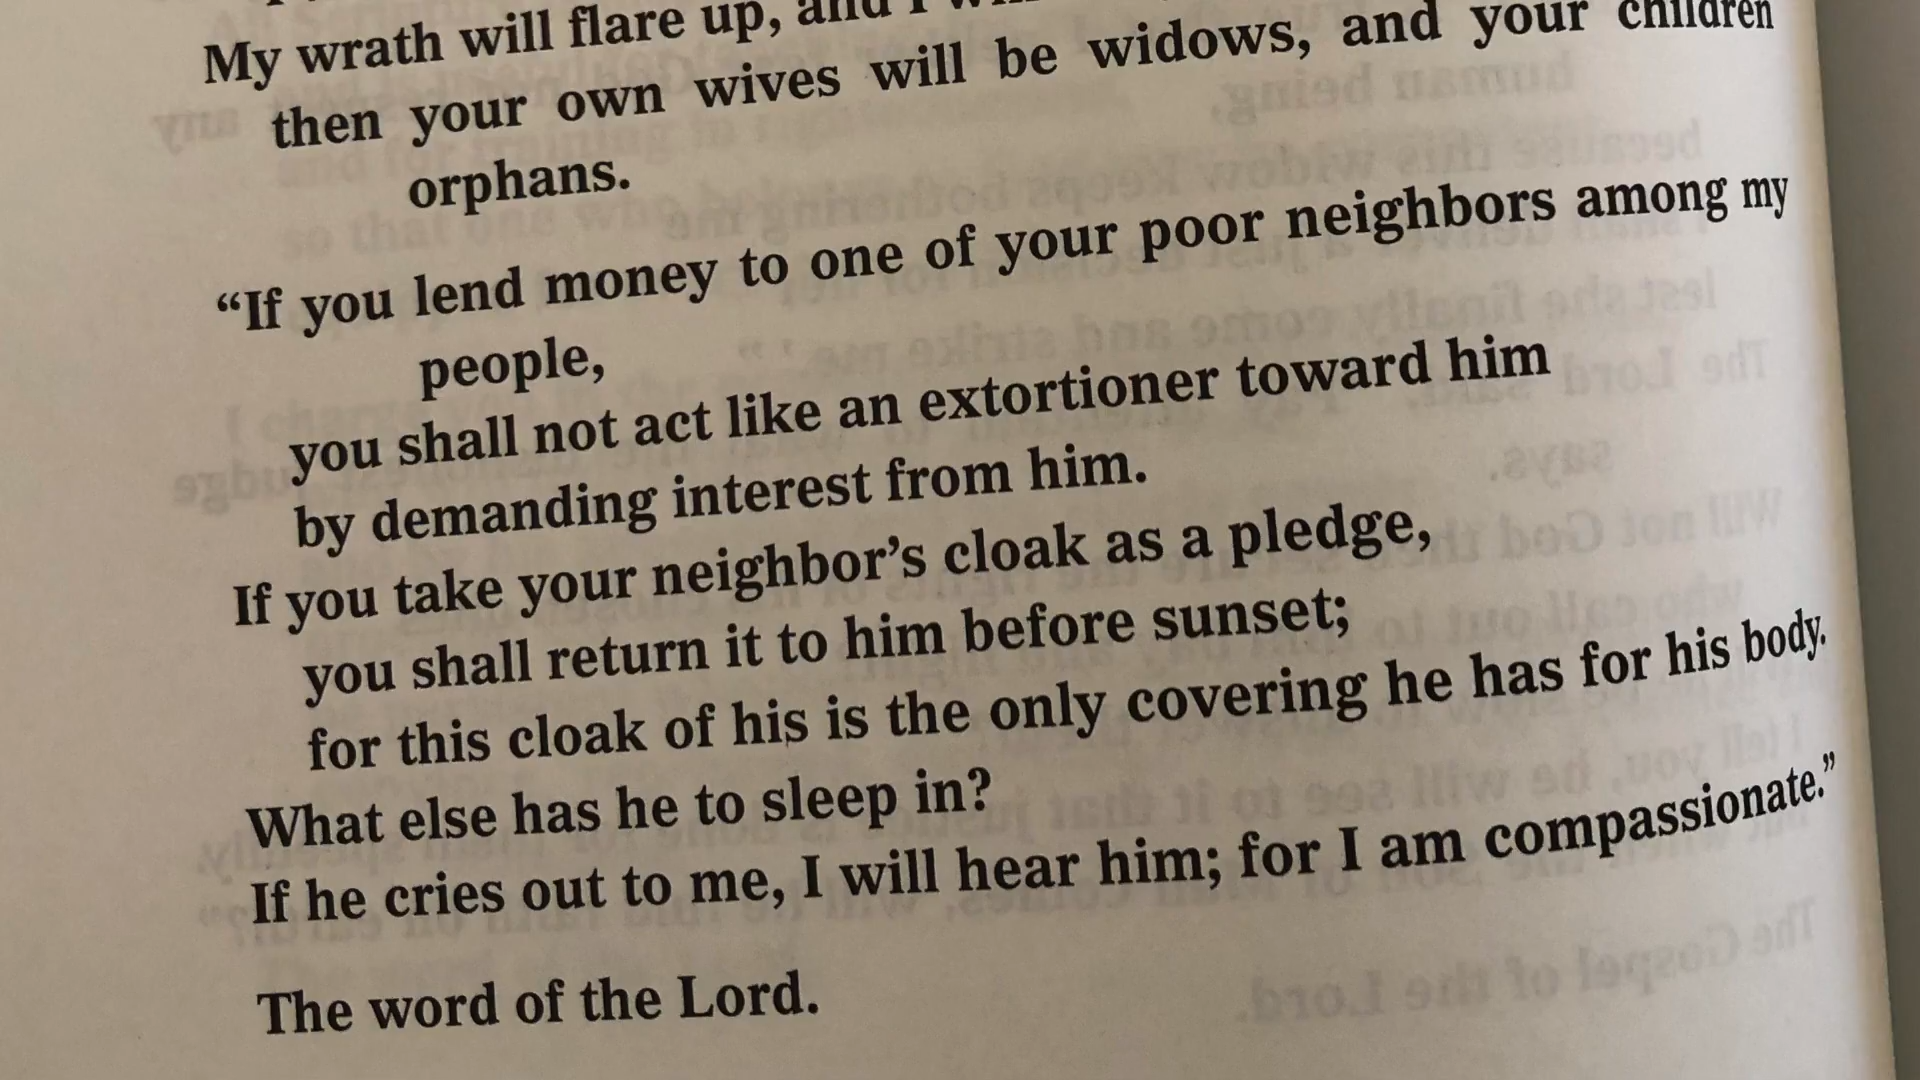 My wrath will flare up, and I
then your own wives will be widows, and your children
orphans.
“If you lend money to one of your poor neighbors among my
people,
you shall not act like an extortioner toward him
by demanding interest from him.
If you take your neighbor’s cloak as a pledge,
you shall return it to him before sunset;
for this cloak of his is the only covering he has for his body.
What else has he to sleep in?
If he cries out to me, I will hear him; for I am compassionate.”
The word of the Lord.